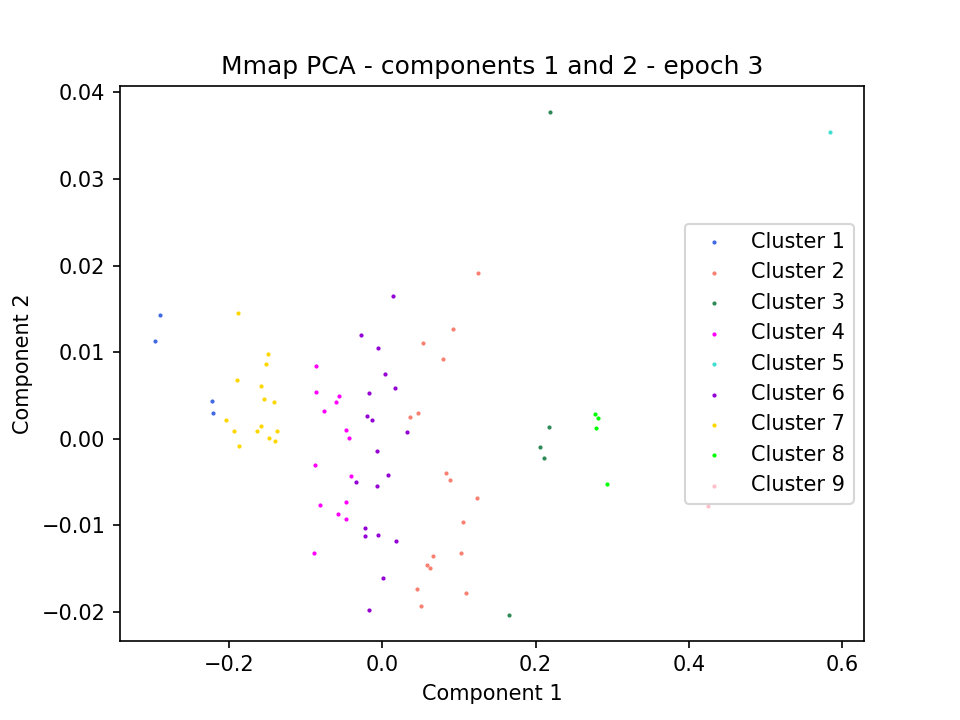 Mmap PCA - components 1 and 2 - epoch 3
0.04
0.03
0.02
0.01
0.00
−0.01
−0.02
Component 2
Cluster 1
Cluster 2
Cluster 3
Cluster 4
Cluster 5
Cluster 6
Cluster 7
Cluster 8
Cluster 9
−0.2
0.0
0.2
0.4
0.6
Component 1